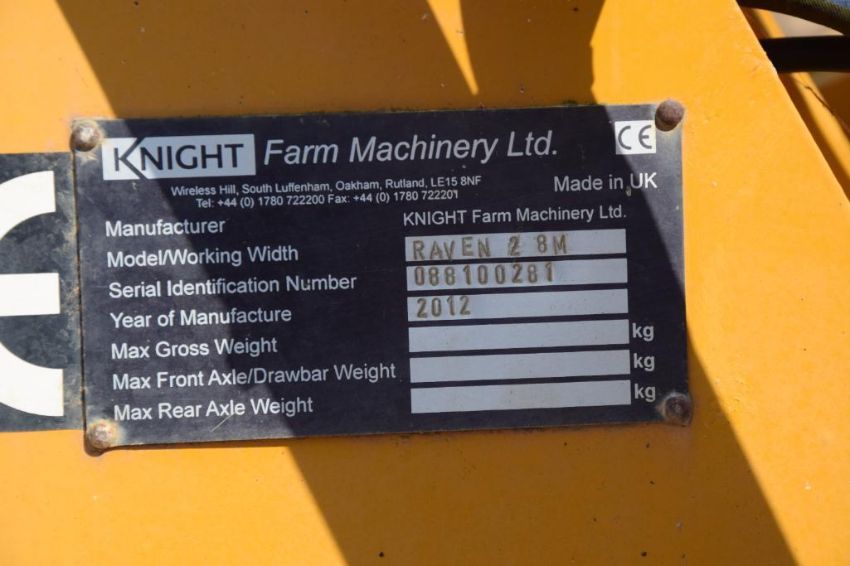 KNIGHT Farm Machinery Ltd. CE
Wireless Hill, South Luffenham, Oakham, Rutland, LE15 8NF
Tel: +44 (0) 1780 722200 Fax: +44 (0) 1780 722201
Made in UK
Manufacturer KNIGHT Farm Machinery Ltd.
Model/Working Width RAVEN 2 8M
Serial Identification Number 088100281
Year of Manufacture 2012
Max Gross Weight kg
Max Front Axle/Drawbar Weight kg
Max Rear Axle Weight kg